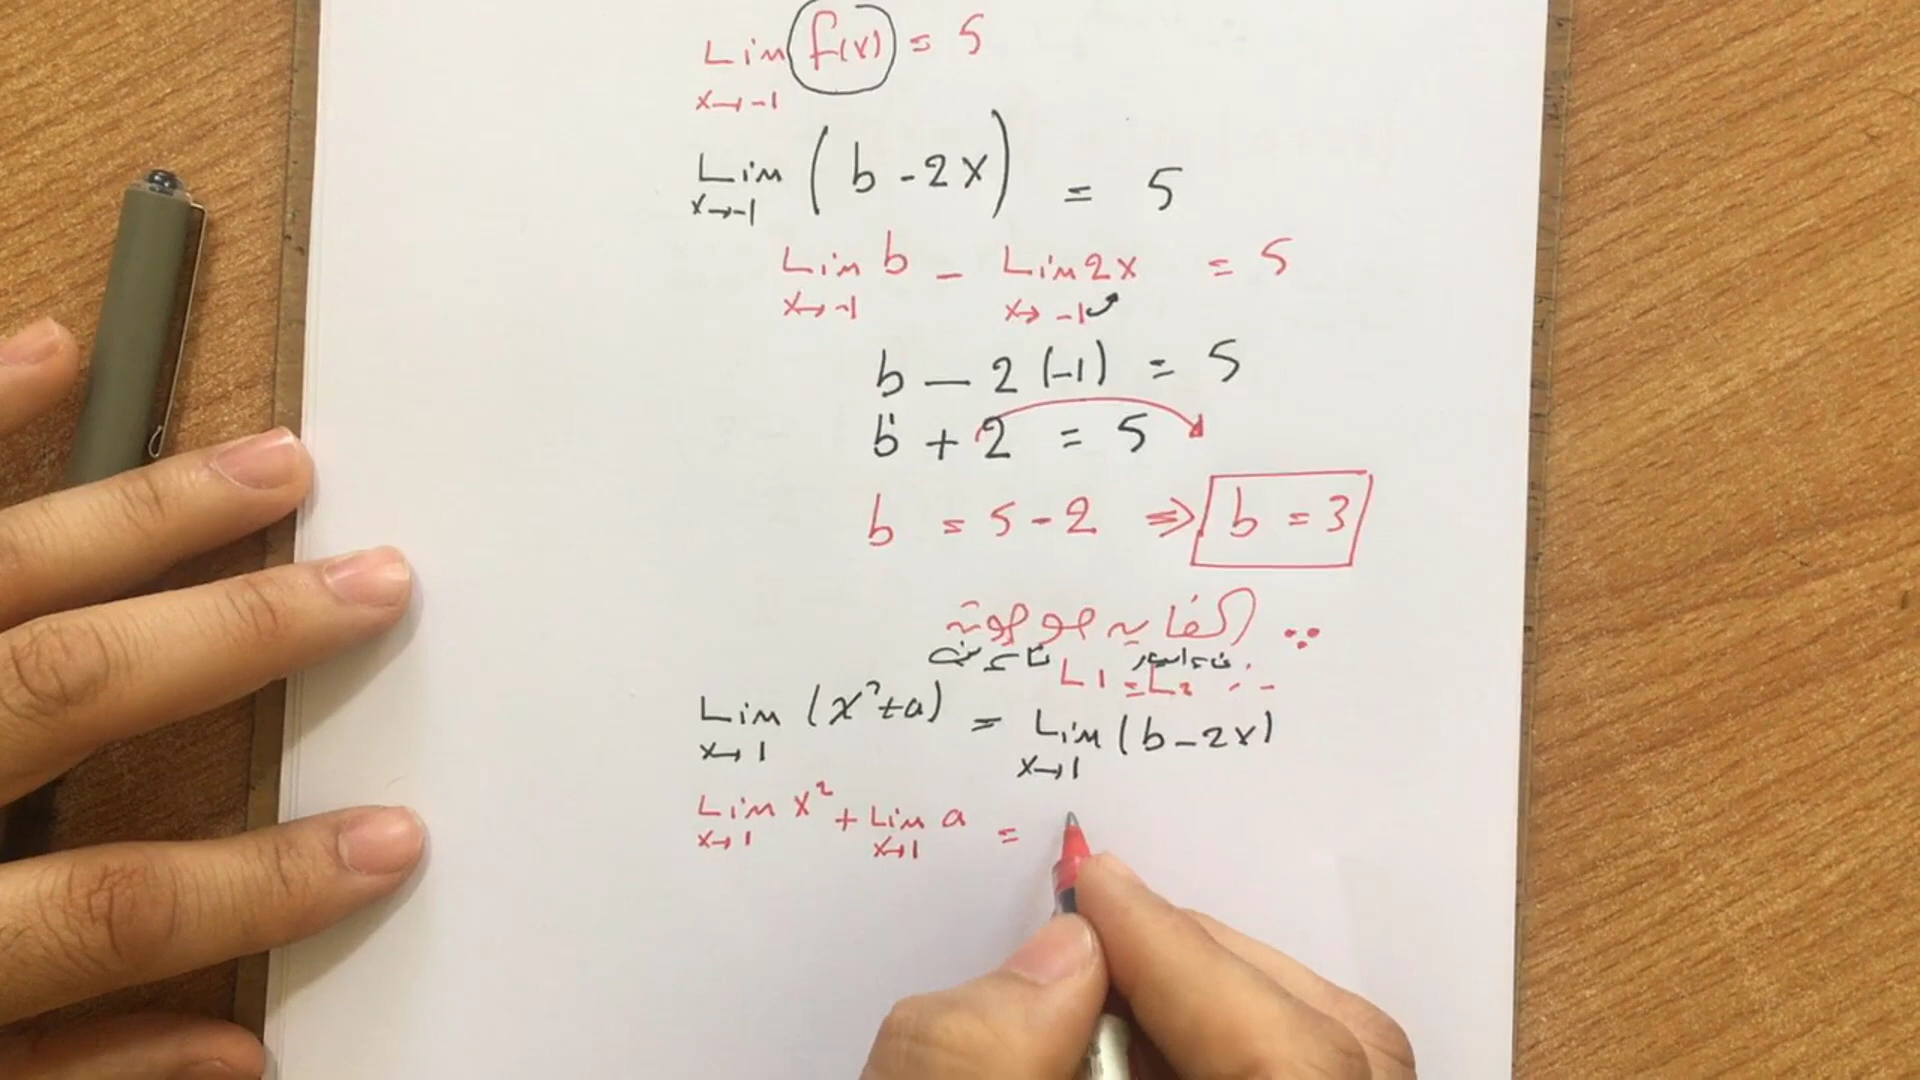 Lim f(x) = 5
x→-1
Lim (b - 2x) = 5
x→-1
Lim b - Lim 2x = 5
x→-1 x→-1
b - 2(-1) = 5
b + 2 = 5
b = 5 - 2 ⇒ b = 3
∵ الغاية موجودة
∴ L1 = L2
Lim (x²+a) = Lim (b-2x)
x→1 x→1
Lim x² + Lim a =
x→1 x→1